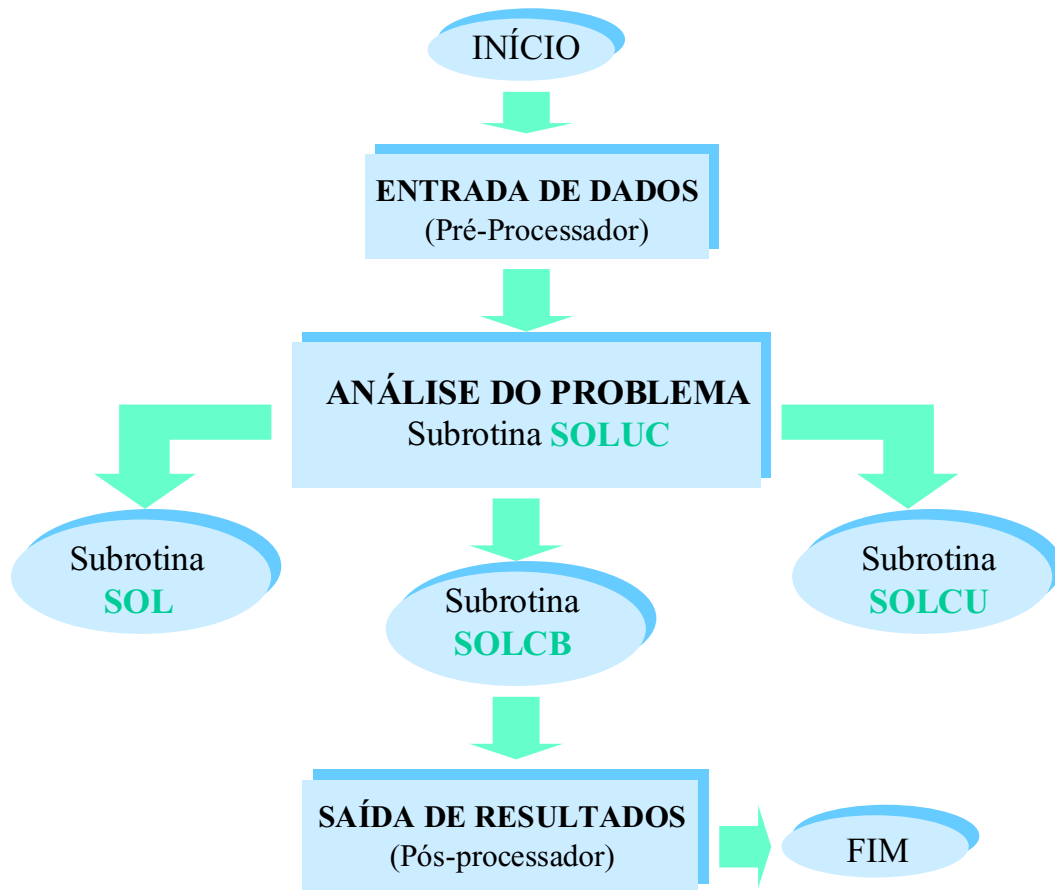 INÍCIO
ENTRADA DE DADOS
(Pré-Processador)
ANÁLISE DO PROBLEMA
Subrotina SOLUC
Subrotina
SOL
Subrotina
SOLCB
Subrotina
SOLCU
SAÍDA DE RESULTADOS
(Pós-processador)
FIM